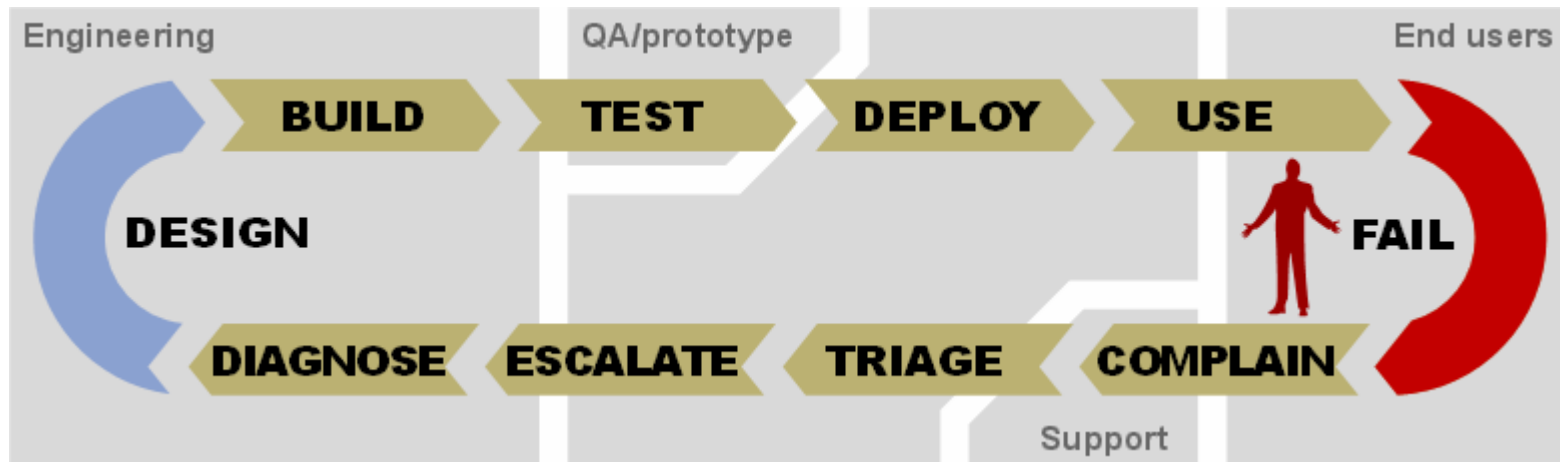 Engineering
QA/prototype
End users
BUILD
TEST
DEPLOY
USE
DESIGN
FAIL
DIAGNOSE
ESCALATE
TRIAGE
COMPLAIN
Support